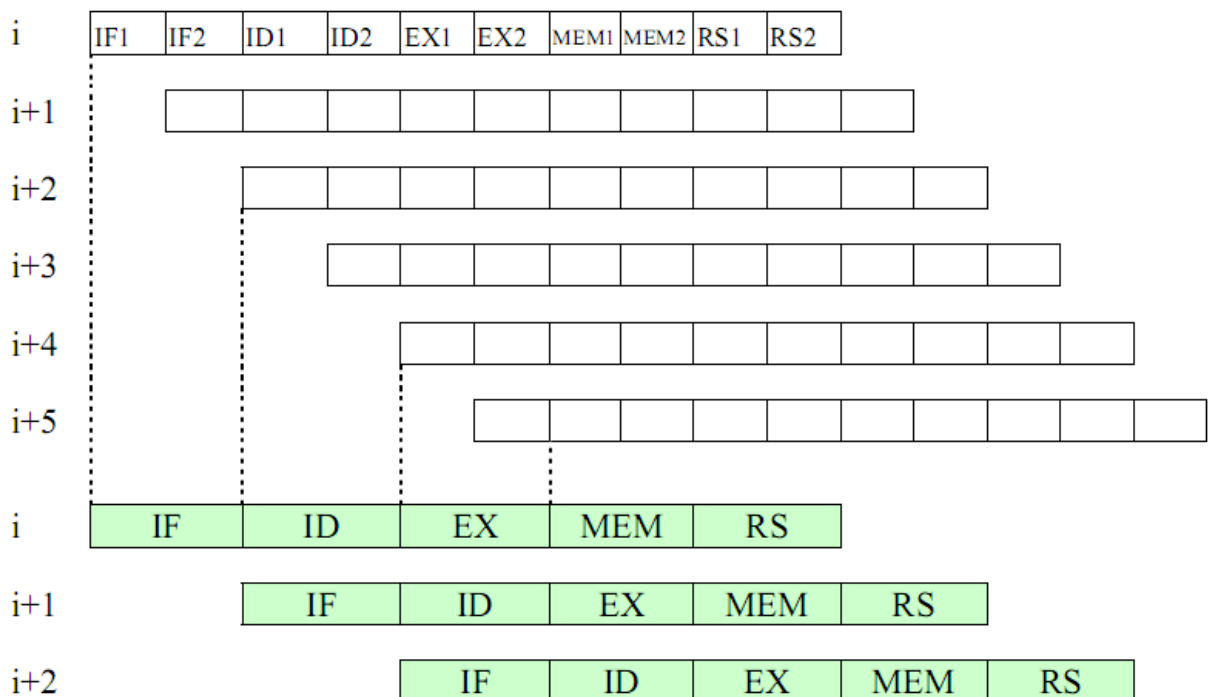 i IF1 IF2 ID1 ID2 EX1 EX2 MEM1 MEM2 RS1 RS2
i+1
i+2
i+3
i+4
i+5
i IF ID EX MEM RS
i+1 IF ID EX MEM RS
i+2 IF ID EX MEM RS